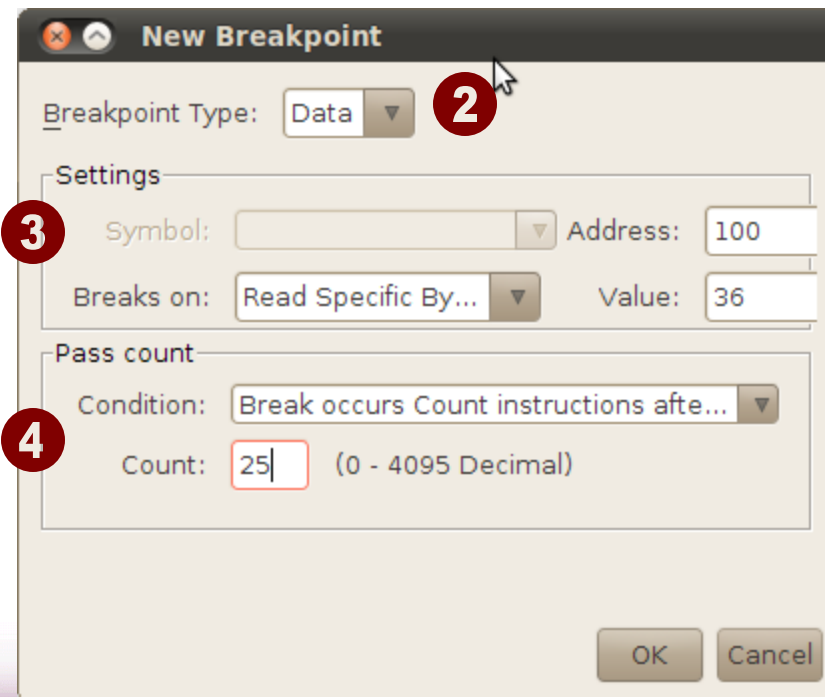 New Breakpoint
Breakpoint Type: Data 2
Settings
3 Symbol: Address: 100
Breaks on: Read Specific By... Value: 36
Pass count
Condition: Break occurs Count instructions afte...
4 Count: 25 (0 - 4095 Decimal)
OK Cancel